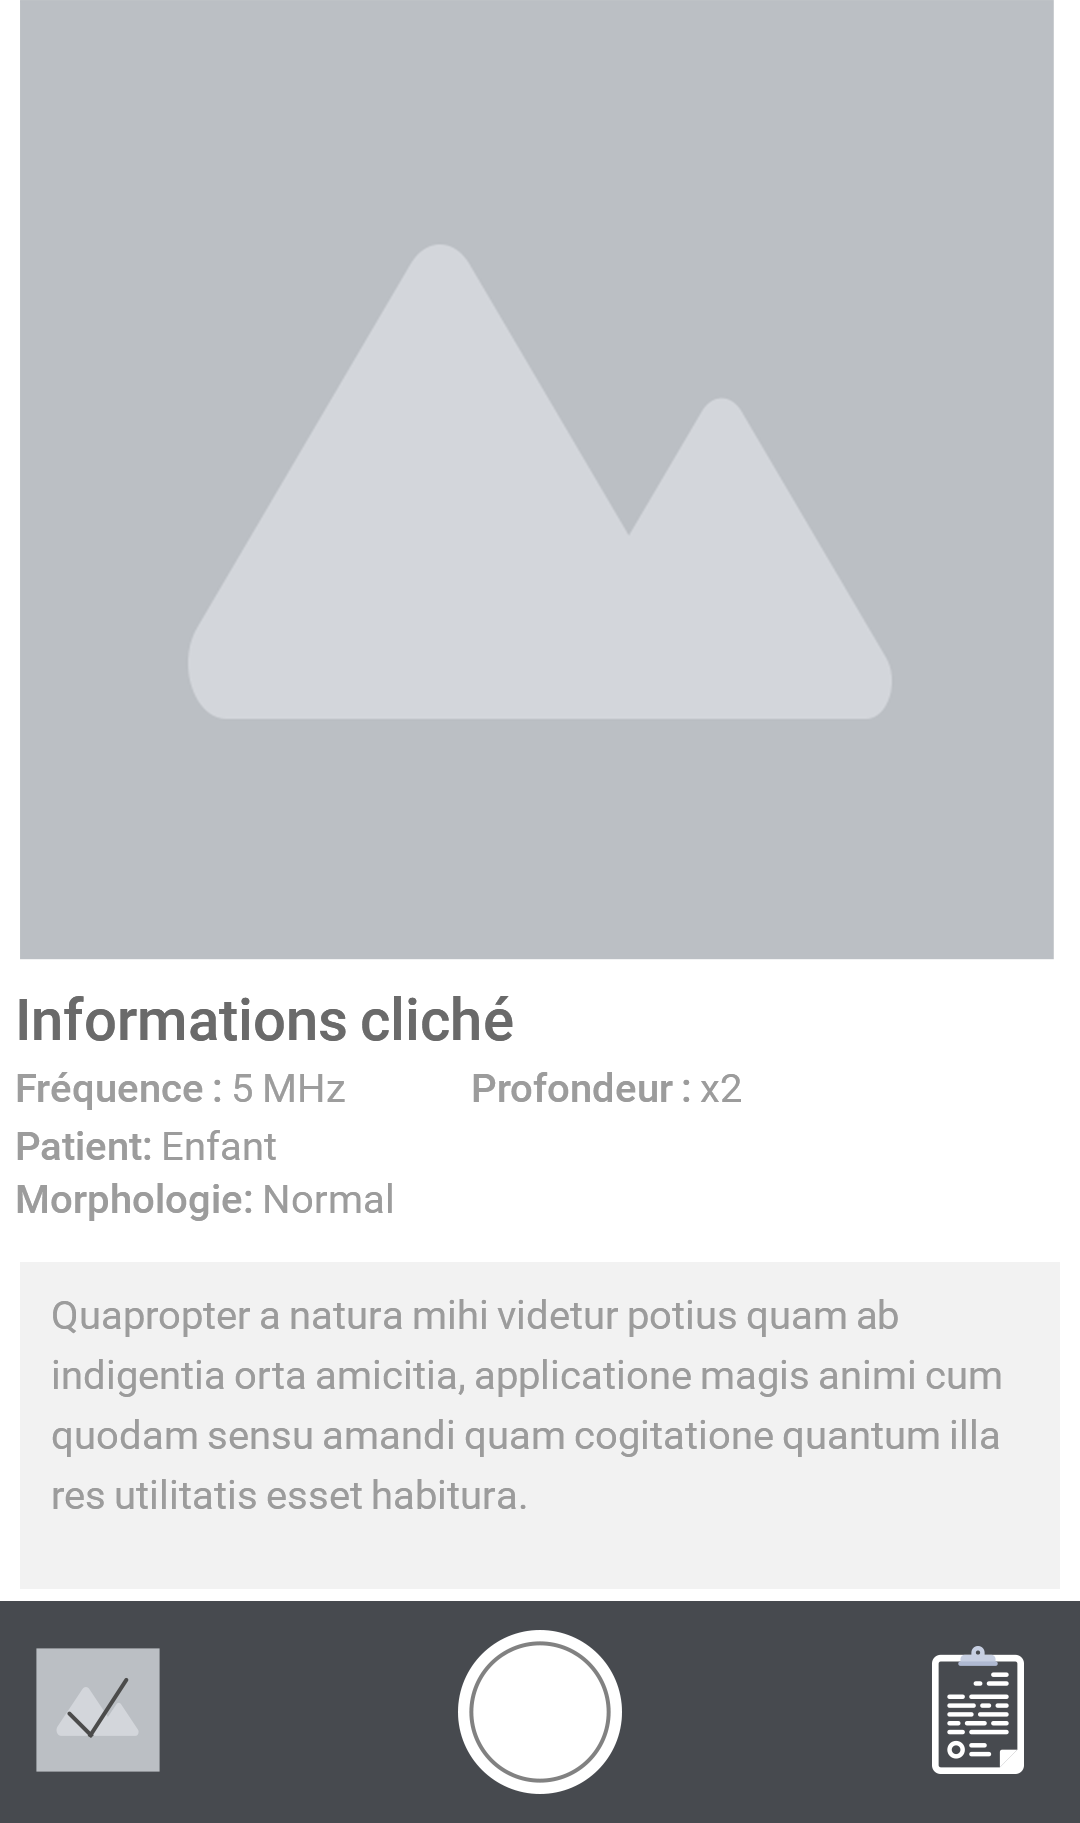 Informations cliché
Fréquence : 5 MHz Profondeur : x2
Patient: Enfant
Morphologie: Normal
Quapropter a natura mihi videtur potius quam ab
indigentia orta amicitia, applicatione magis animi cum
quodam sensu amandi quam cogitatione quantum illa
res utilitatis esset habitura.